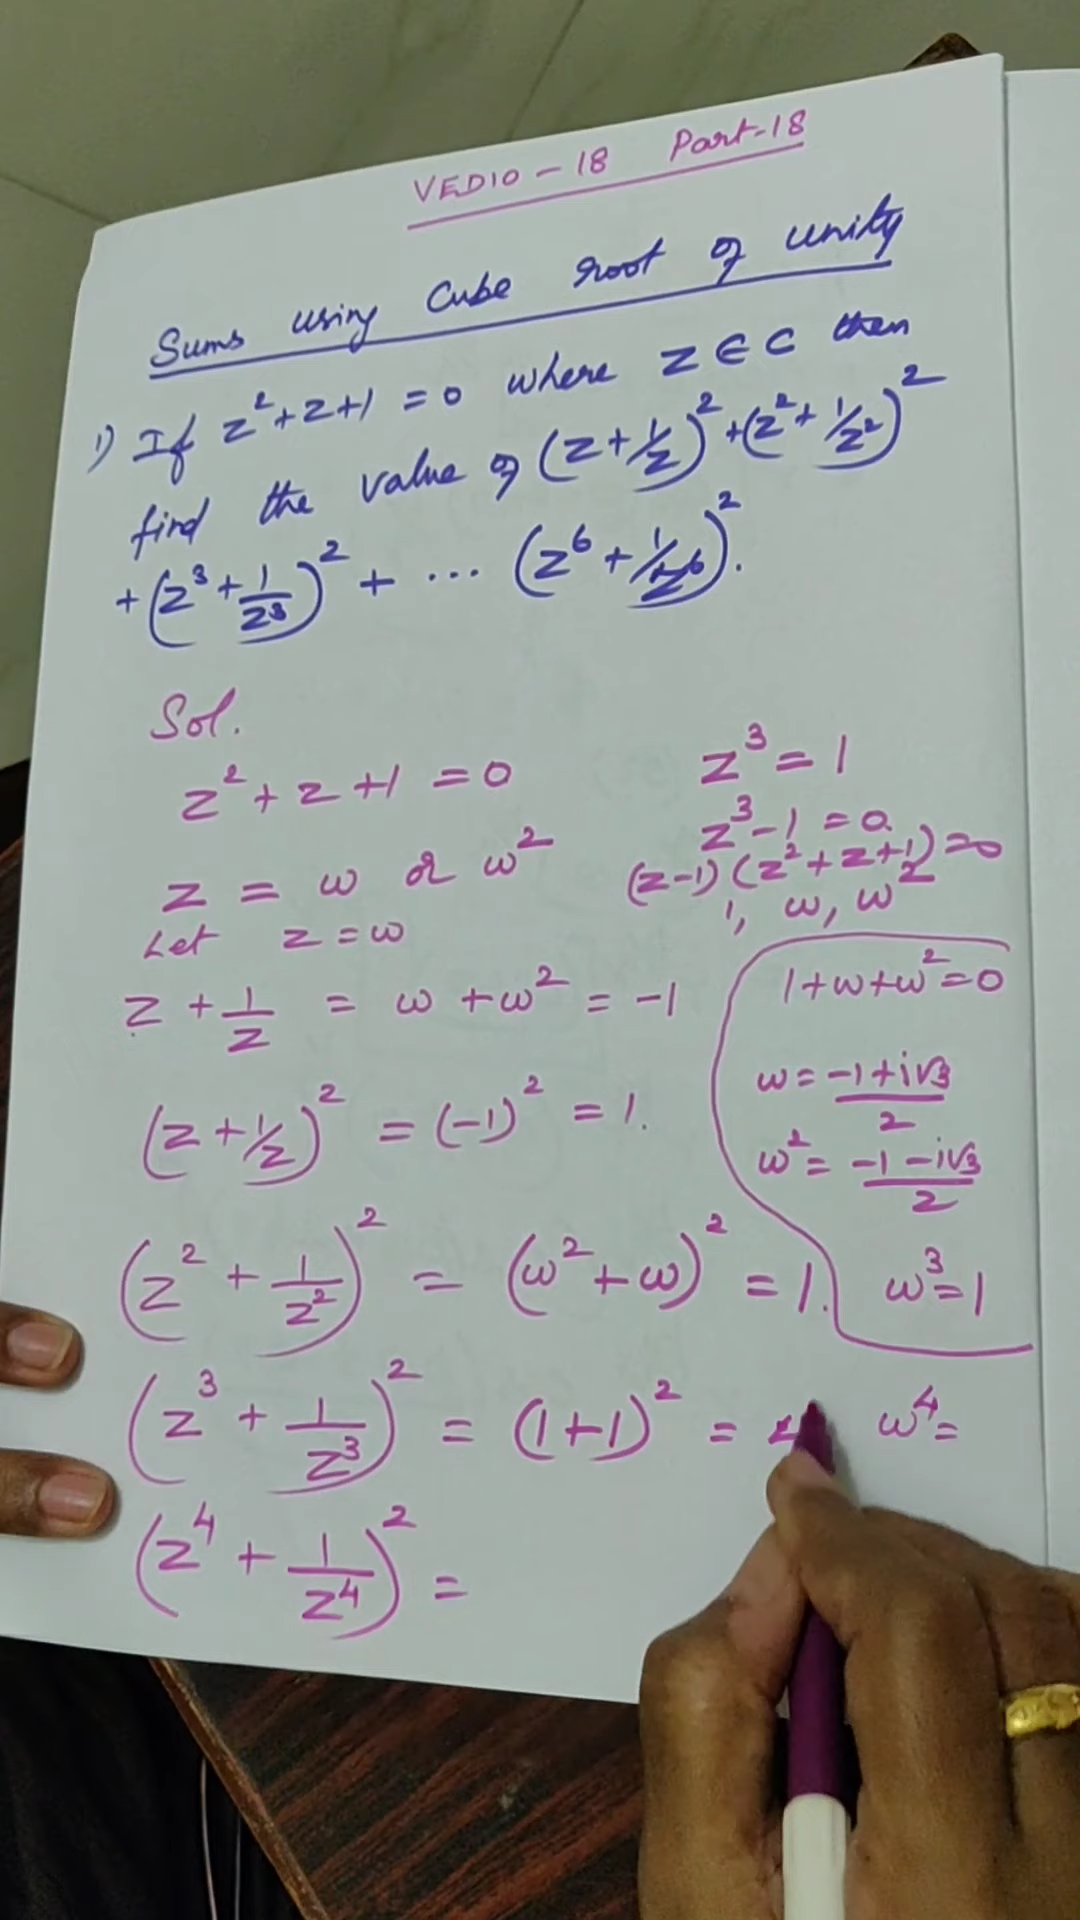 VEDIO - 18 Part-18
Sums using Cube root of unity
1) If z² + z + 1 = 0 where z ∈ C then
find the value of (z + 1/z)² + (z² + 1/z²)²
+ (z³ + 1/z³)² + ... (z⁶ + 1/z⁶)².
Sol.
z² + z + 1 = 0
z = ω or ω²
Let z = ω
z + 1/z = ω + ω² = -1
(z + 1/z)² = (-1)² = 1.
(z² + 1/z²)² = (ω² + ω)² = 1.
(z³ + 1/z³)² = (1+1)² = 4
(z⁴ + 1/z⁴)² =
z³ = 1
z³ - 1 = 0
(z-1) (z² + z + 1) = 0
1, ω, ω²
1 + ω + ω² = 0
ω = -1 + i√3 / 2
ω² = -1 - i√3 / 2
ω³ = 1
ω⁴ =